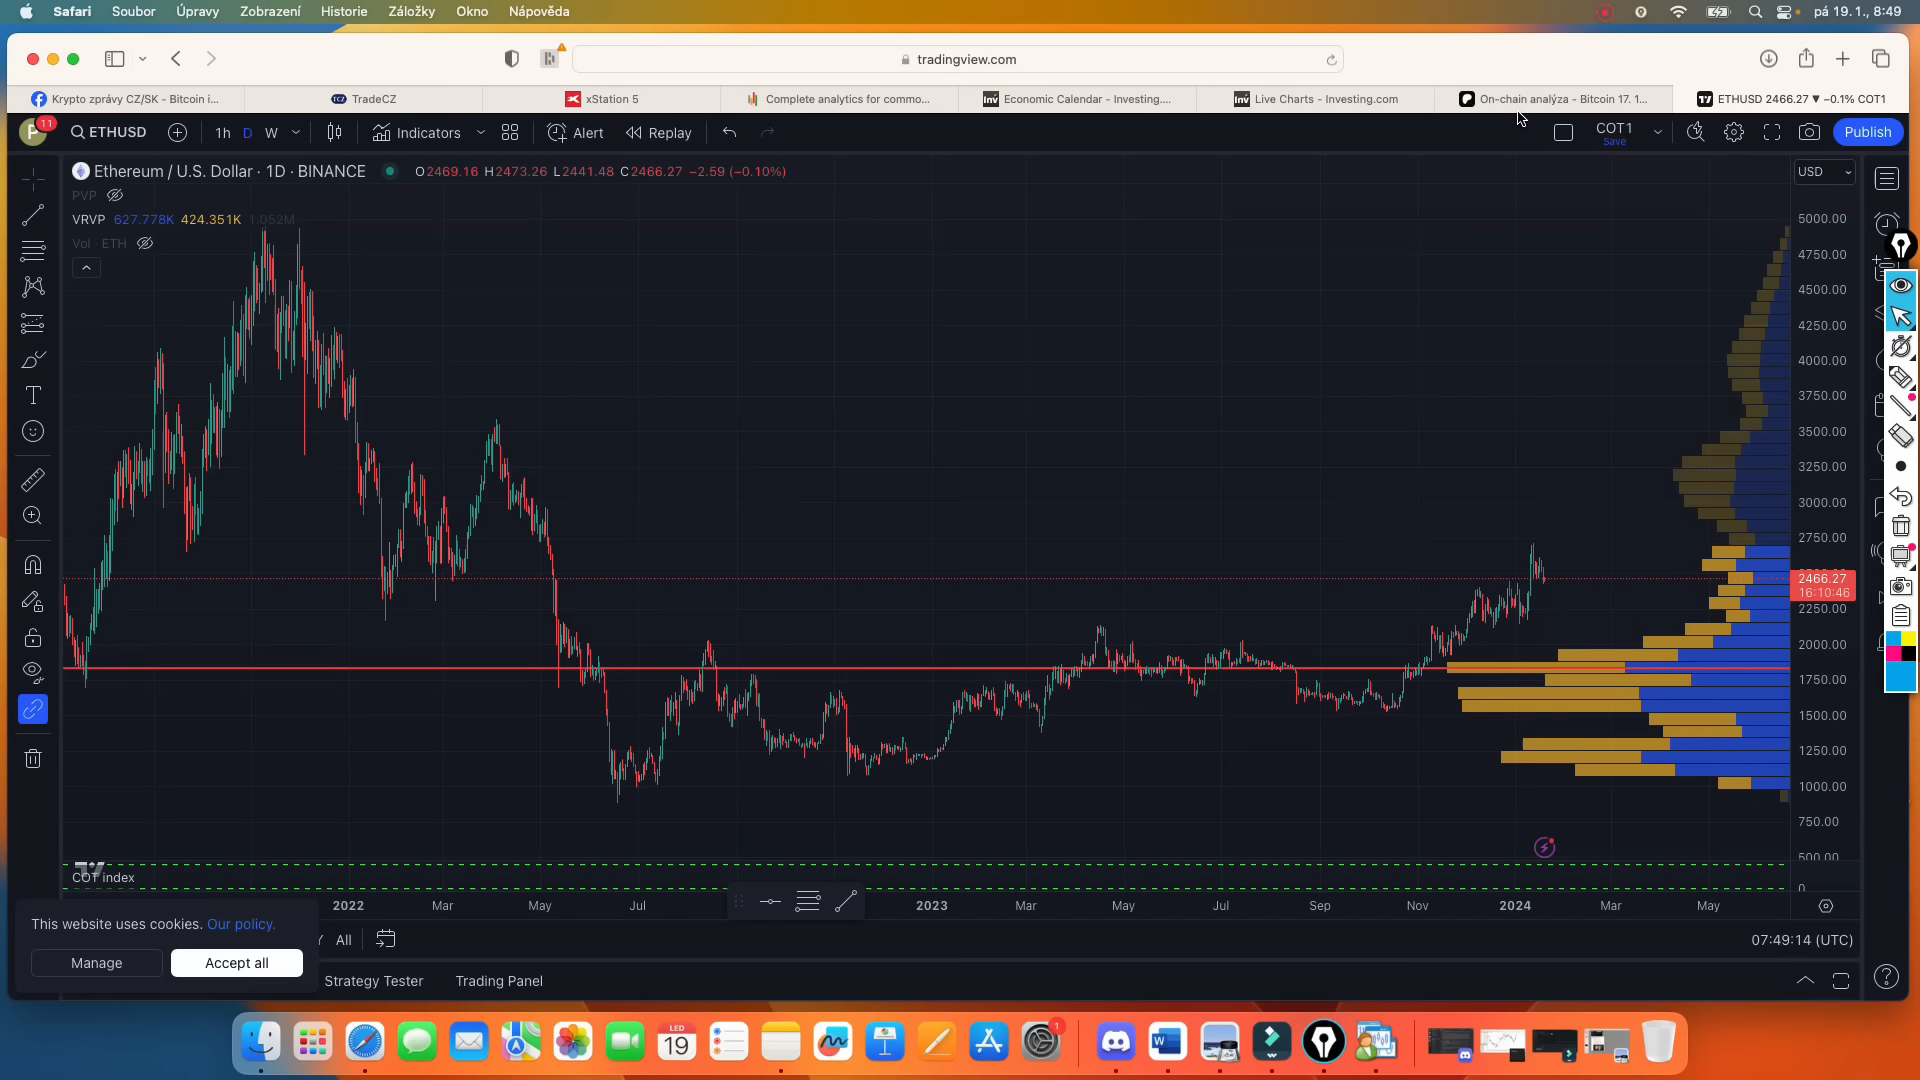 Safari Soubor Úpravy Zobrazení Historie Záložky Okno Nápověda pá 19. 1., 8:49
tradingview.com
Krypto zprávy CZ/SK - Bitcoin i... TradeCZ xStation 5 Complete analytics for commo... Economic Calendar - Investing.... Live Charts - Investing.com On-chain analýza - Bitcoin 17. 1... ETHUSD 2466.27 ▼ −0.1% COT1
P 11 ETHUSD 1h D W Indicators Alert Replay COT1 Save Publish
Ethereum / U.S. Dollar · 1D · BINANCE O2469.16 H2473.26 L2441.48 C2466.27 −2.59 (−0.10%) USD
PVP
VRVP 627.778K 424.351K 1.052M
Vol · ETH
5000.00
4750.00
4500.00
4250.00
4000.00
3750.00
3500.00
3250.00
3000.00
2750.00
2466.27
16:10:46
2250.00
2000.00
1750.00
1500.00
1250.00
1000.00
750.00
500.00
COT index
0
2022 Mar May Jul 2023 Mar May Jul Sep Nov 2024 Mar May
This website uses cookies. Our policy.
All 07:49:14 (UTC)
Manage Accept all
Strategy Tester Trading Panel
LED
19
1